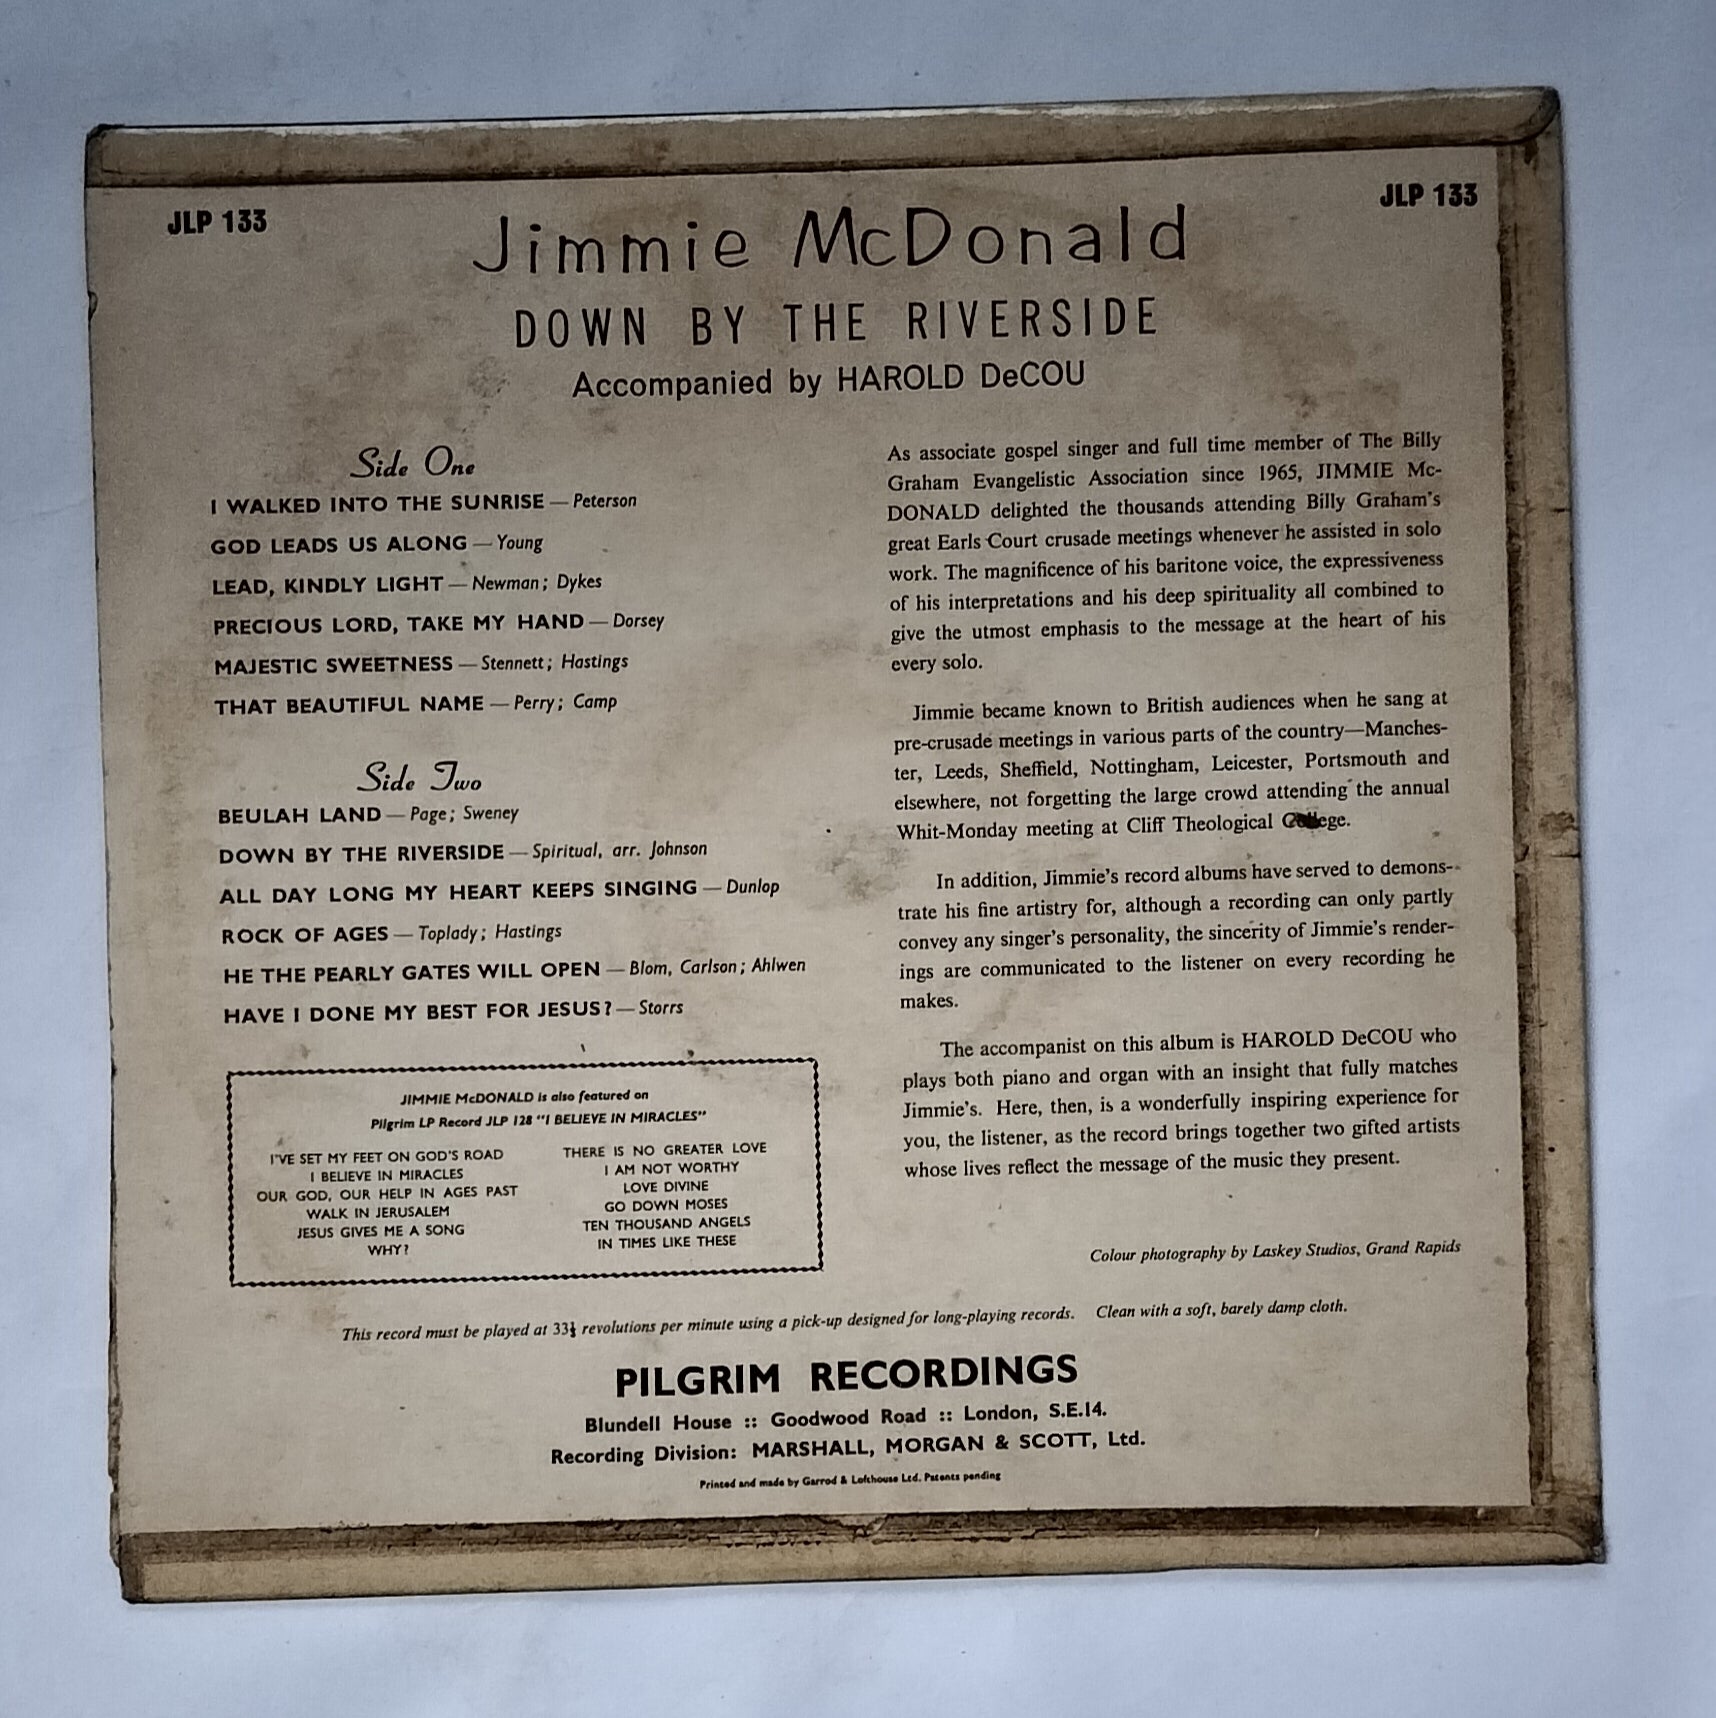 JLP 133
JLP 133
Jimmie McDonald
DOWN BY THE RIVERSIDE
Accompanied by HAROLD DeCOU
Side One
I WALKED INTO THE SUNRISE — Peterson
GOD LEADS US ALONG — Young
LEAD, KINDLY LIGHT — Newman; Dykes
PRECIOUS LORD, TAKE MY HAND — Dorsey
MAJESTIC SWEETNESS — Stennett; Hastings
THAT BEAUTIFUL NAME — Perry; Camp
Side Two
BEULAH LAND — Page; Sweney
DOWN BY THE RIVERSIDE — Spiritual, arr. Johnson
ALL DAY LONG MY HEART KEEPS SINGING — Dunlop
ROCK OF AGES — Toplady; Hastings
HE THE PEARLY GATES WILL OPEN — Blom, Carlson; Ahlwen
HAVE I DONE MY BEST FOR JESUS? — Storrs
JIMMIE McDONALD is also featured on
Pilgrim LP Record JLP 128 "I BELIEVE IN MIRACLES"
I'VE SET MY FEET ON GOD'S ROAD
I BELIEVE IN MIRACLES
OUR GOD, OUR HELP IN AGES PAST
WALK IN JERUSALEM
JESUS GIVES ME A SONG
WHY?
THERE IS NO GREATER LOVE
I AM NOT WORTHY
LOVE DIVINE
GO DOWN MOSES
TEN THOUSAND ANGELS
IN TIMES LIKE THESE
As associate gospel singer and full time member of The Billy
Graham Evangelistic Association since 1965, JIMMIE Mc-
DONALD delighted the thousands attending Billy Graham's
great Earls Court crusade meetings whenever he assisted in solo
work. The magnificence of his baritone voice, the expressiveness
of his interpretations and his deep spirituality all combined to
give the utmost emphasis to the message at the heart of his
every solo.
Jimmie became known to British audiences when he sang at
pre-crusade meetings in various parts of the country—Manches-
ter, Leeds, Sheffield, Nottingham, Leicester, Portsmouth and
elsewhere, not forgetting the large crowd attending the annual
Whit-Monday meeting at Cliff Theological College.
In addition, Jimmie's record albums have served to demons-
trate his fine artistry for, although a recording can only partly
convey any singer's personality, the sincerity of Jimmie's render-
ings are communicated to the listener on every recording he
makes.
The accompanist on this album is HAROLD DeCOU who
plays both piano and organ with an insight that fully matches
Jimmie's. Here, then, is a wonderfully inspiring experience for
you, the listener, as the record brings together two gifted artists
whose lives reflect the message of the music they present.
Colour photography by Laskey Studios, Grand Rapids
This record must be played at 33⅓ revolutions per minute using a pick-up designed for long-playing records. Clean with a soft, barely damp cloth.
PILGRIM RECORDINGS
Blundell House :: Goodwood Road :: London, S.E.14.
Recording Division: MARSHALL, MORGAN & SCOTT, Ltd.
Printed and made by Garrod & Lofthouse Ltd. Patents pending